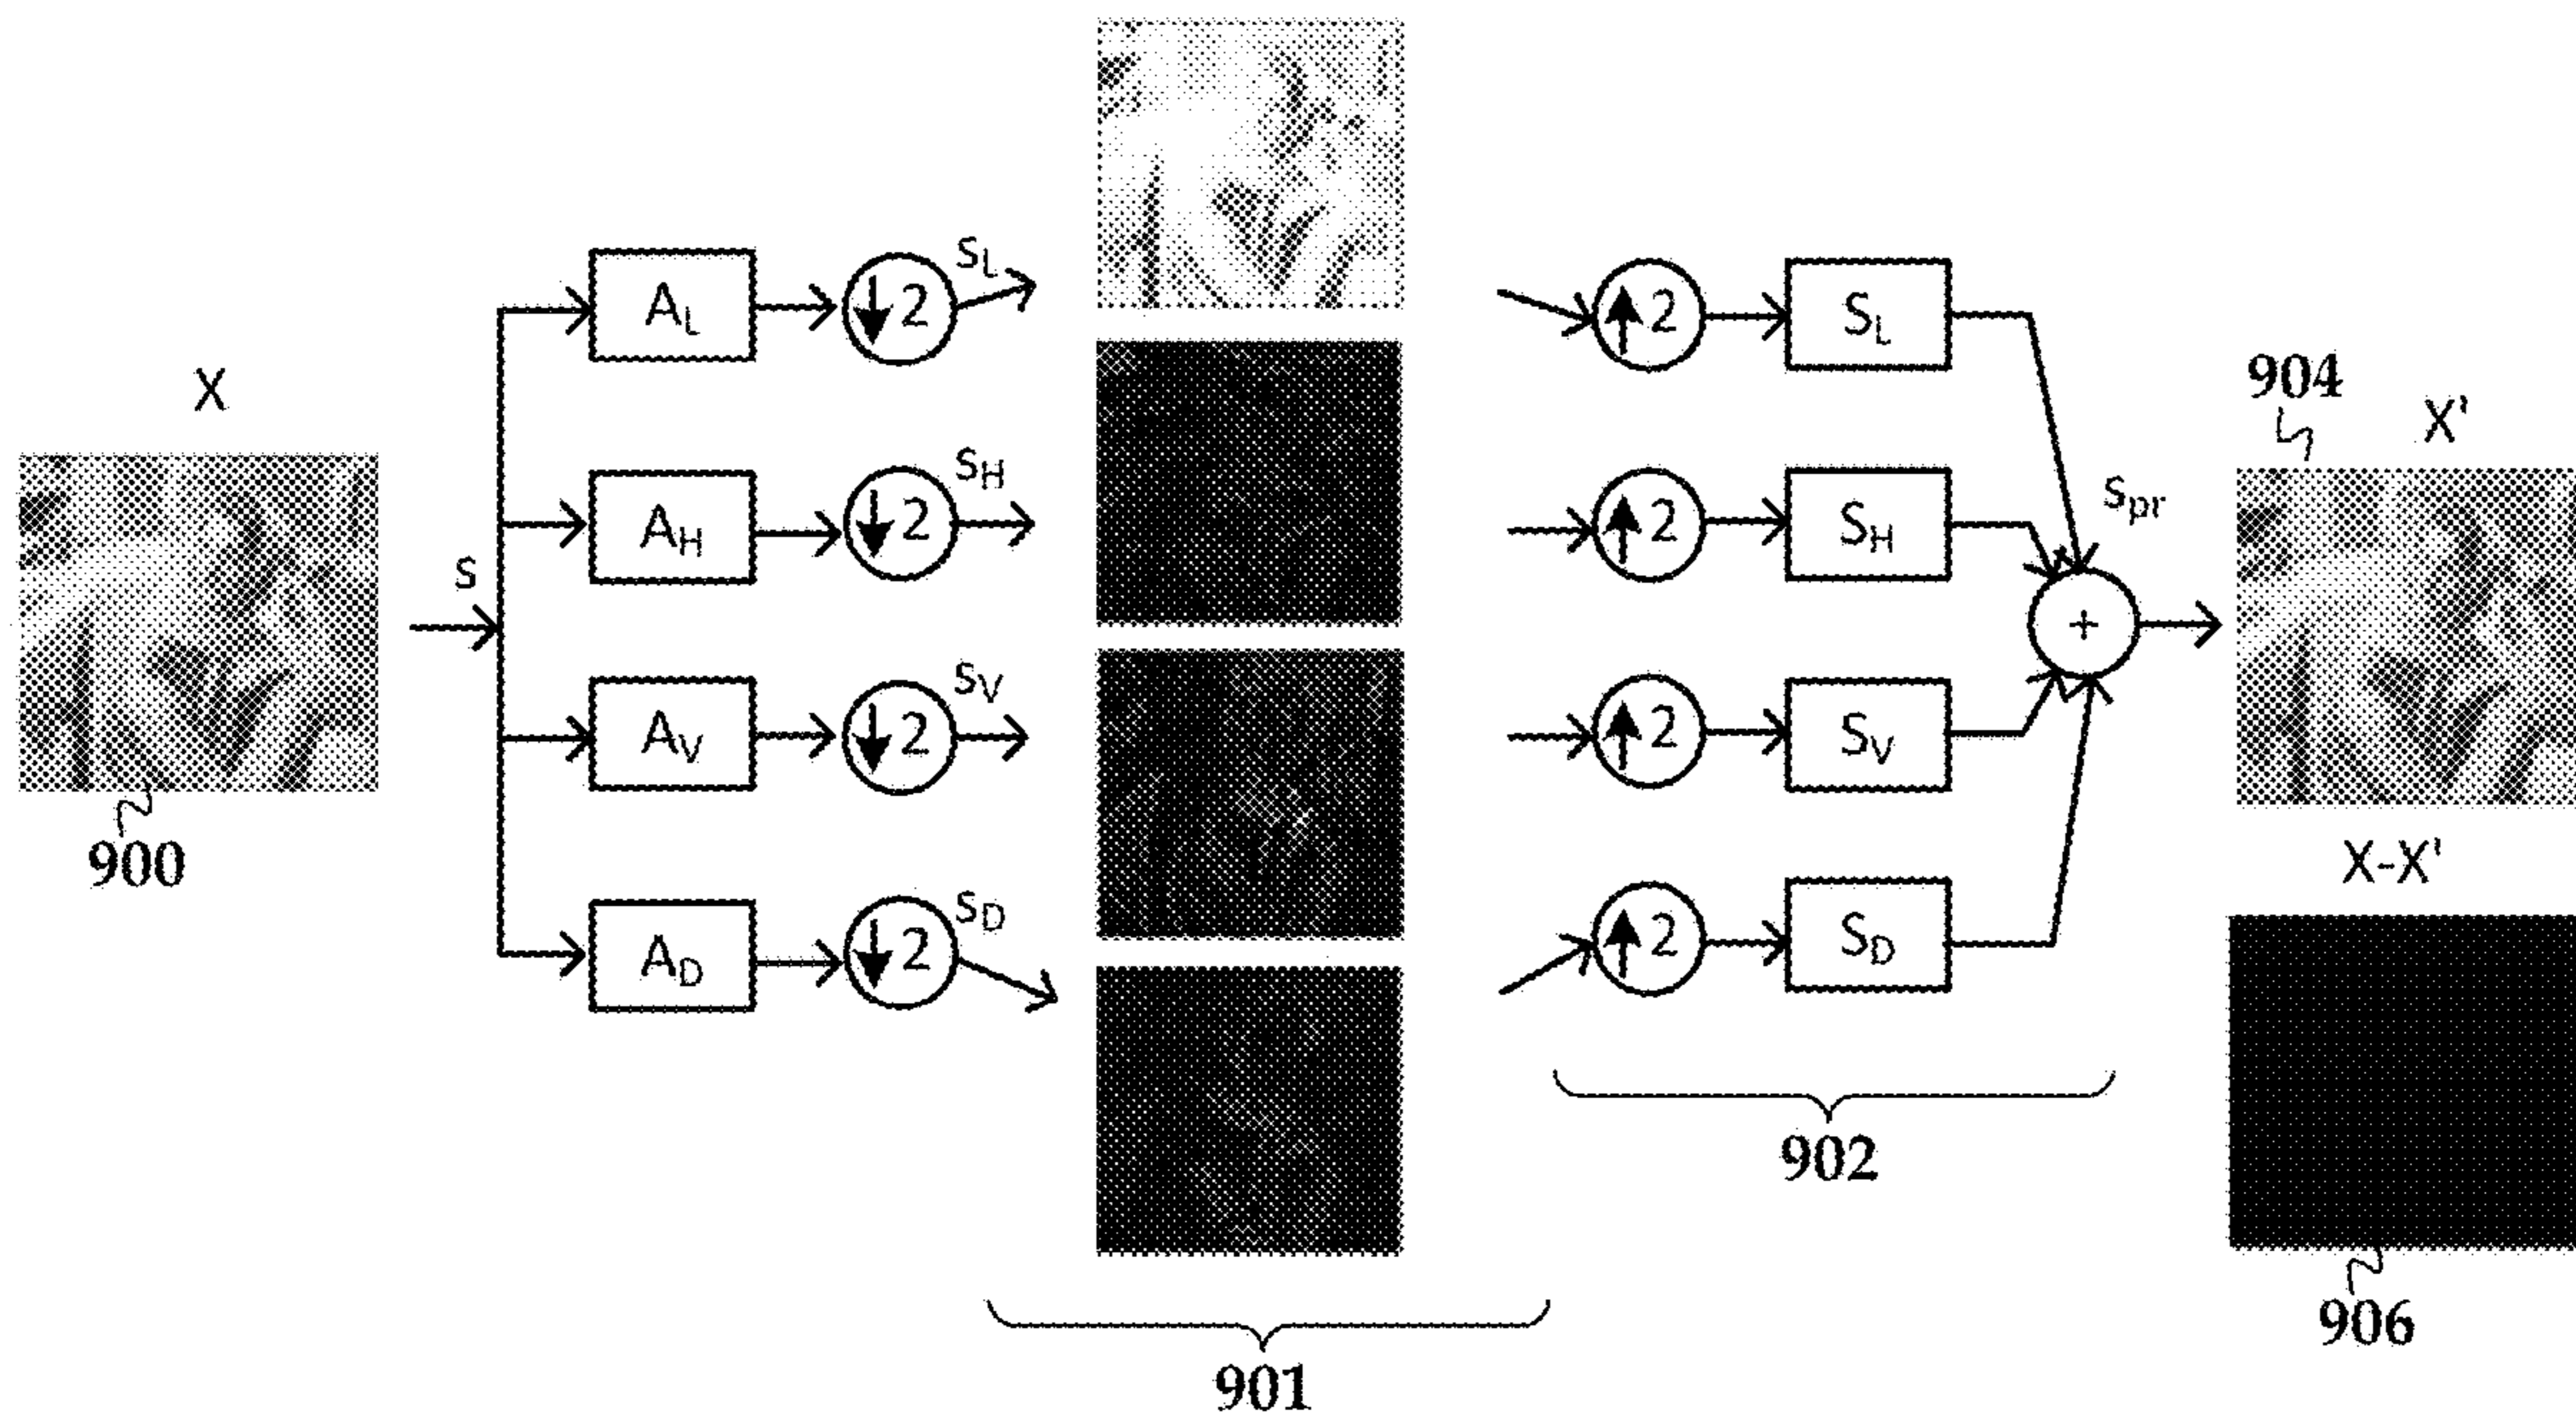 X
900
s
A_L
↓2
s_L
A_H
↓2
s_H
A_V
↓2
s_V
A_D
↓2
s_D
901
↑2
S_L
↑2
S_H
↑2
S_V
↑2
S_D
902
+
s_pr
904
X'
X-X'
906